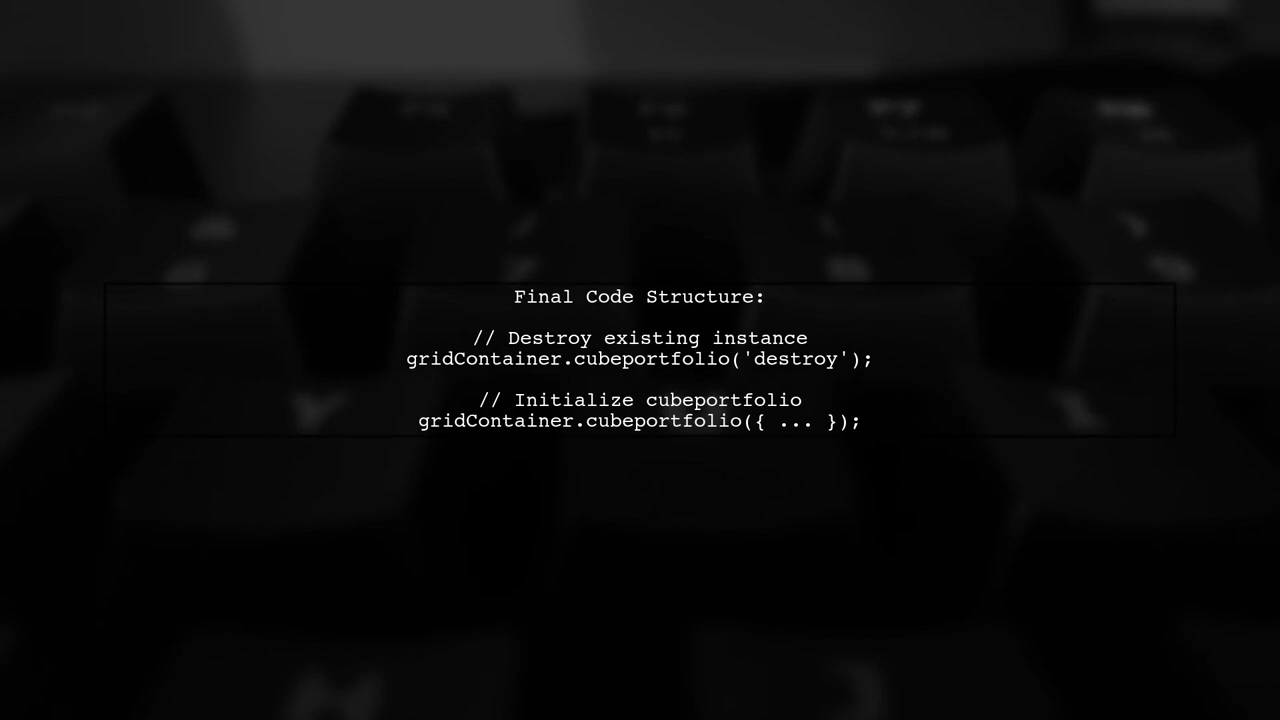 Final Code Structure:
// Destroy existing instance
gridContainer.cubeportfolio('destroy');
// Initialize cubeportfolio
gridContainer.cubeportfolio({ ... });